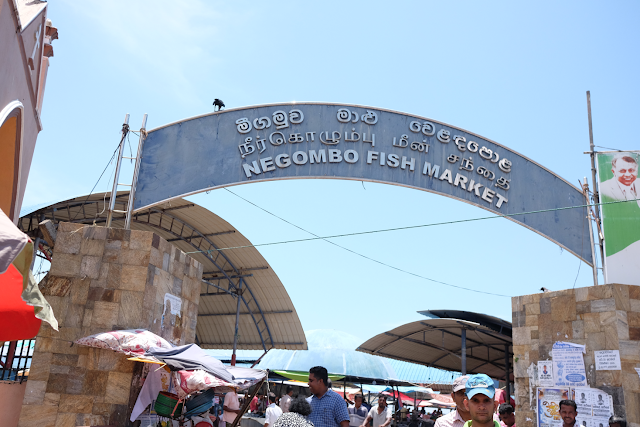 මීගමුව මාළු වෙළඳපොළ
நீர்கொழும்பு மீன் சந்தை
NEGOMBO FISH MARKET